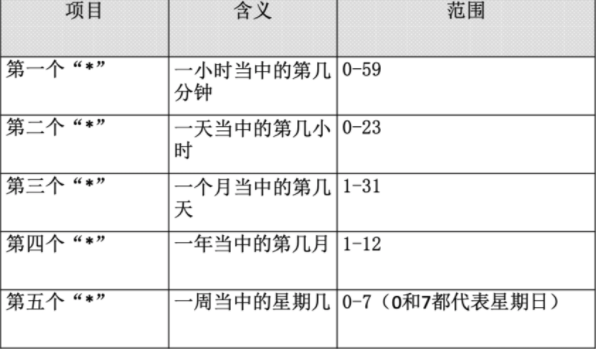 项目 含义 范围
第一个“*” 一小时当中的第几 0-59
分钟
第二个“*” 一天当中的第几小 0-23
时
第三个“*” 一个月当中的第几 1-31
天
第四个“*” 一年当中的第几月 1-12
第五个“*” 一周当中的星期几 0-7（0和7都代表星期日）